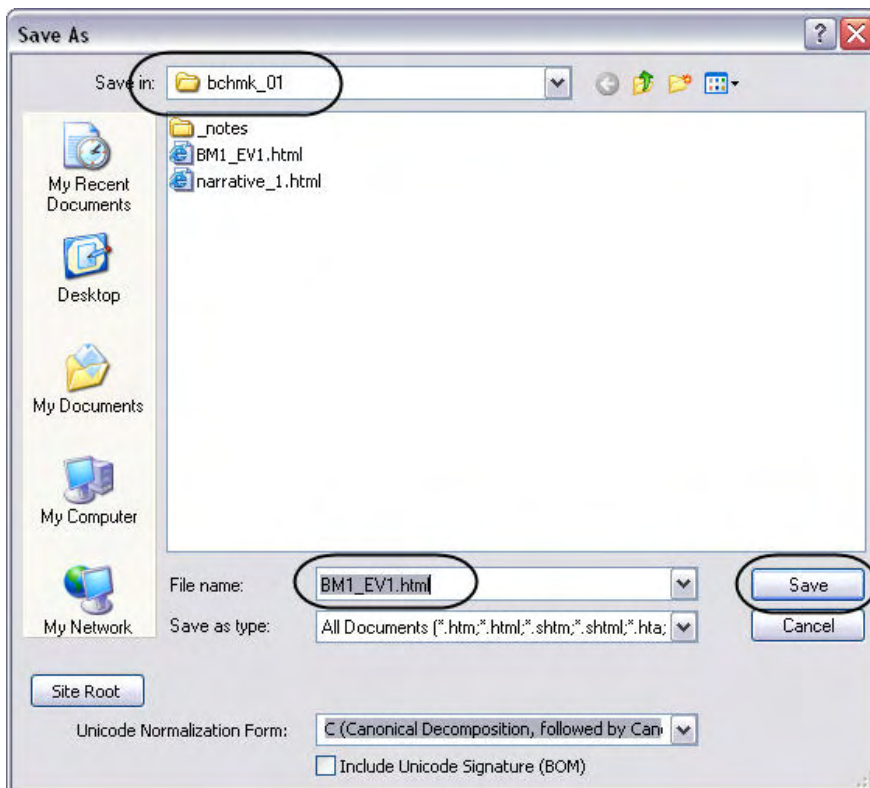 Save As
Save in: bchmk_01
_notes
BM1_EV1.html
narrative_1.html
My Recent
Documents
Desktop
My Documents
My Computer
My Network
File name: BM1_EV1.html Save
Save as type: All Documents (*.htm;*.html;*.shtm;*.shtml;*.hta; Cancel
Site Root
Unicode Normalization Form: C (Canonical Decomposition, followed by Can
Include Unicode Signature (BOM)